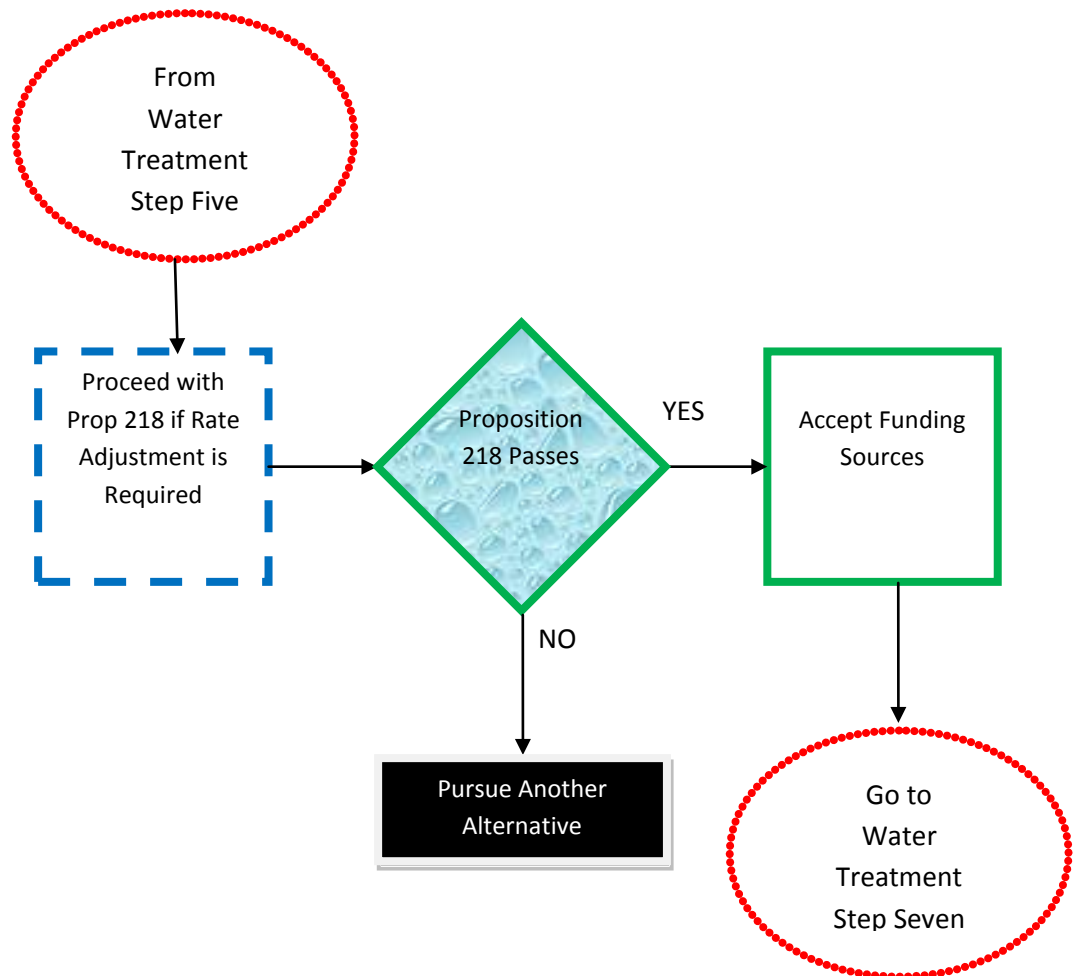 From
Water
Treatment
Step Five
Proceed with
Prop 218 if Rate
Adjustment is
Required
Proposition
218 Passes
YES
Accept Funding
Sources
NO
Pursue Another
Alternative
Go to
Water
Treatment
Step Seven